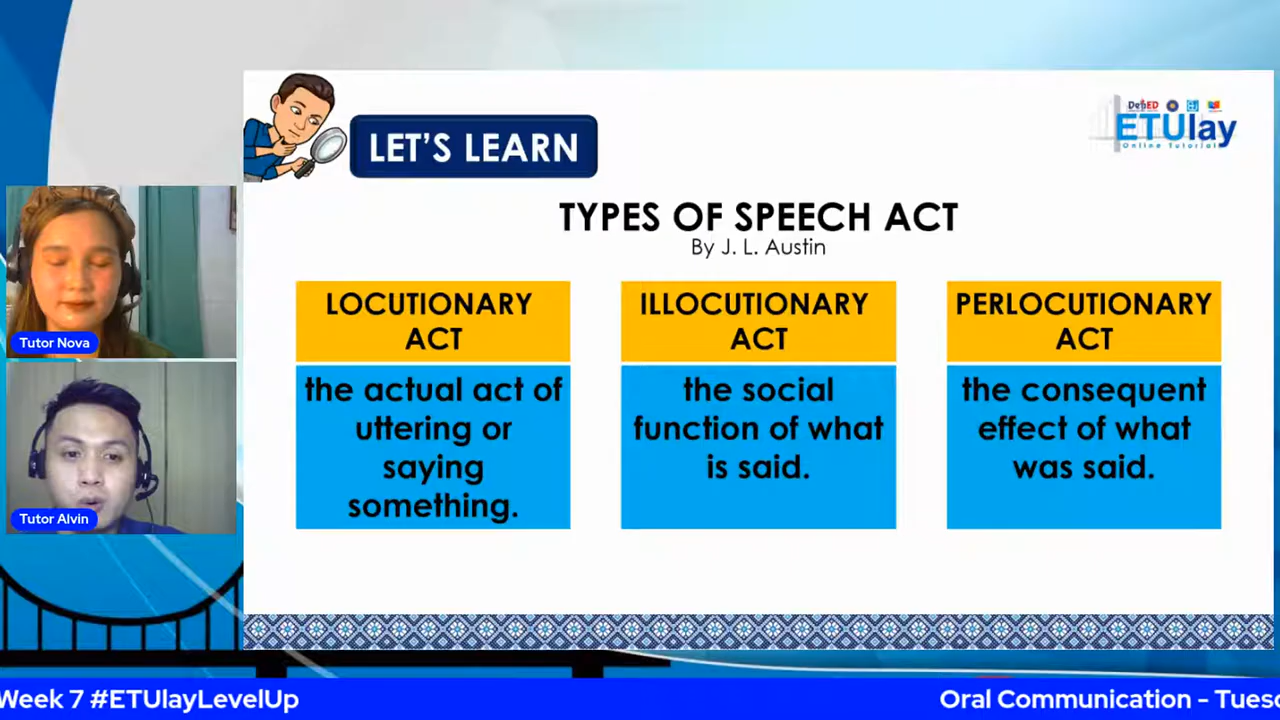 LET'S LEARN
DepED
ETUlay
Online Tutorial
TYPES OF SPEECH ACT
By J. L. Austin
LOCUTIONARY
ACT
the actual act of
uttering or
saying
something.
ILLOCUTIONARY
ACT
the social
function of what
is said.
PERLOCUTIONARY
ACT
the consequent
effect of what
was said.
Tutor Nova
Tutor Alvin
Week 7 #ETUlayLevelUp
Oral Communication - Tuesd